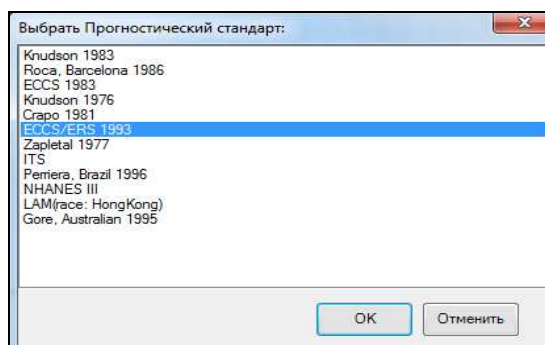 Выбрать Прогностический стандарт:
Knudson 1983
Roca, Barcelona 1986
ECCS 1983
Knudson 1976
Crapo 1981
ECCS/ERS 1993
Zapletal 1977
ITS
Perriera, Brazil 1996
NHANES III
LAM(race: HongKong)
Gore, Australian 1995
OK
Отменить